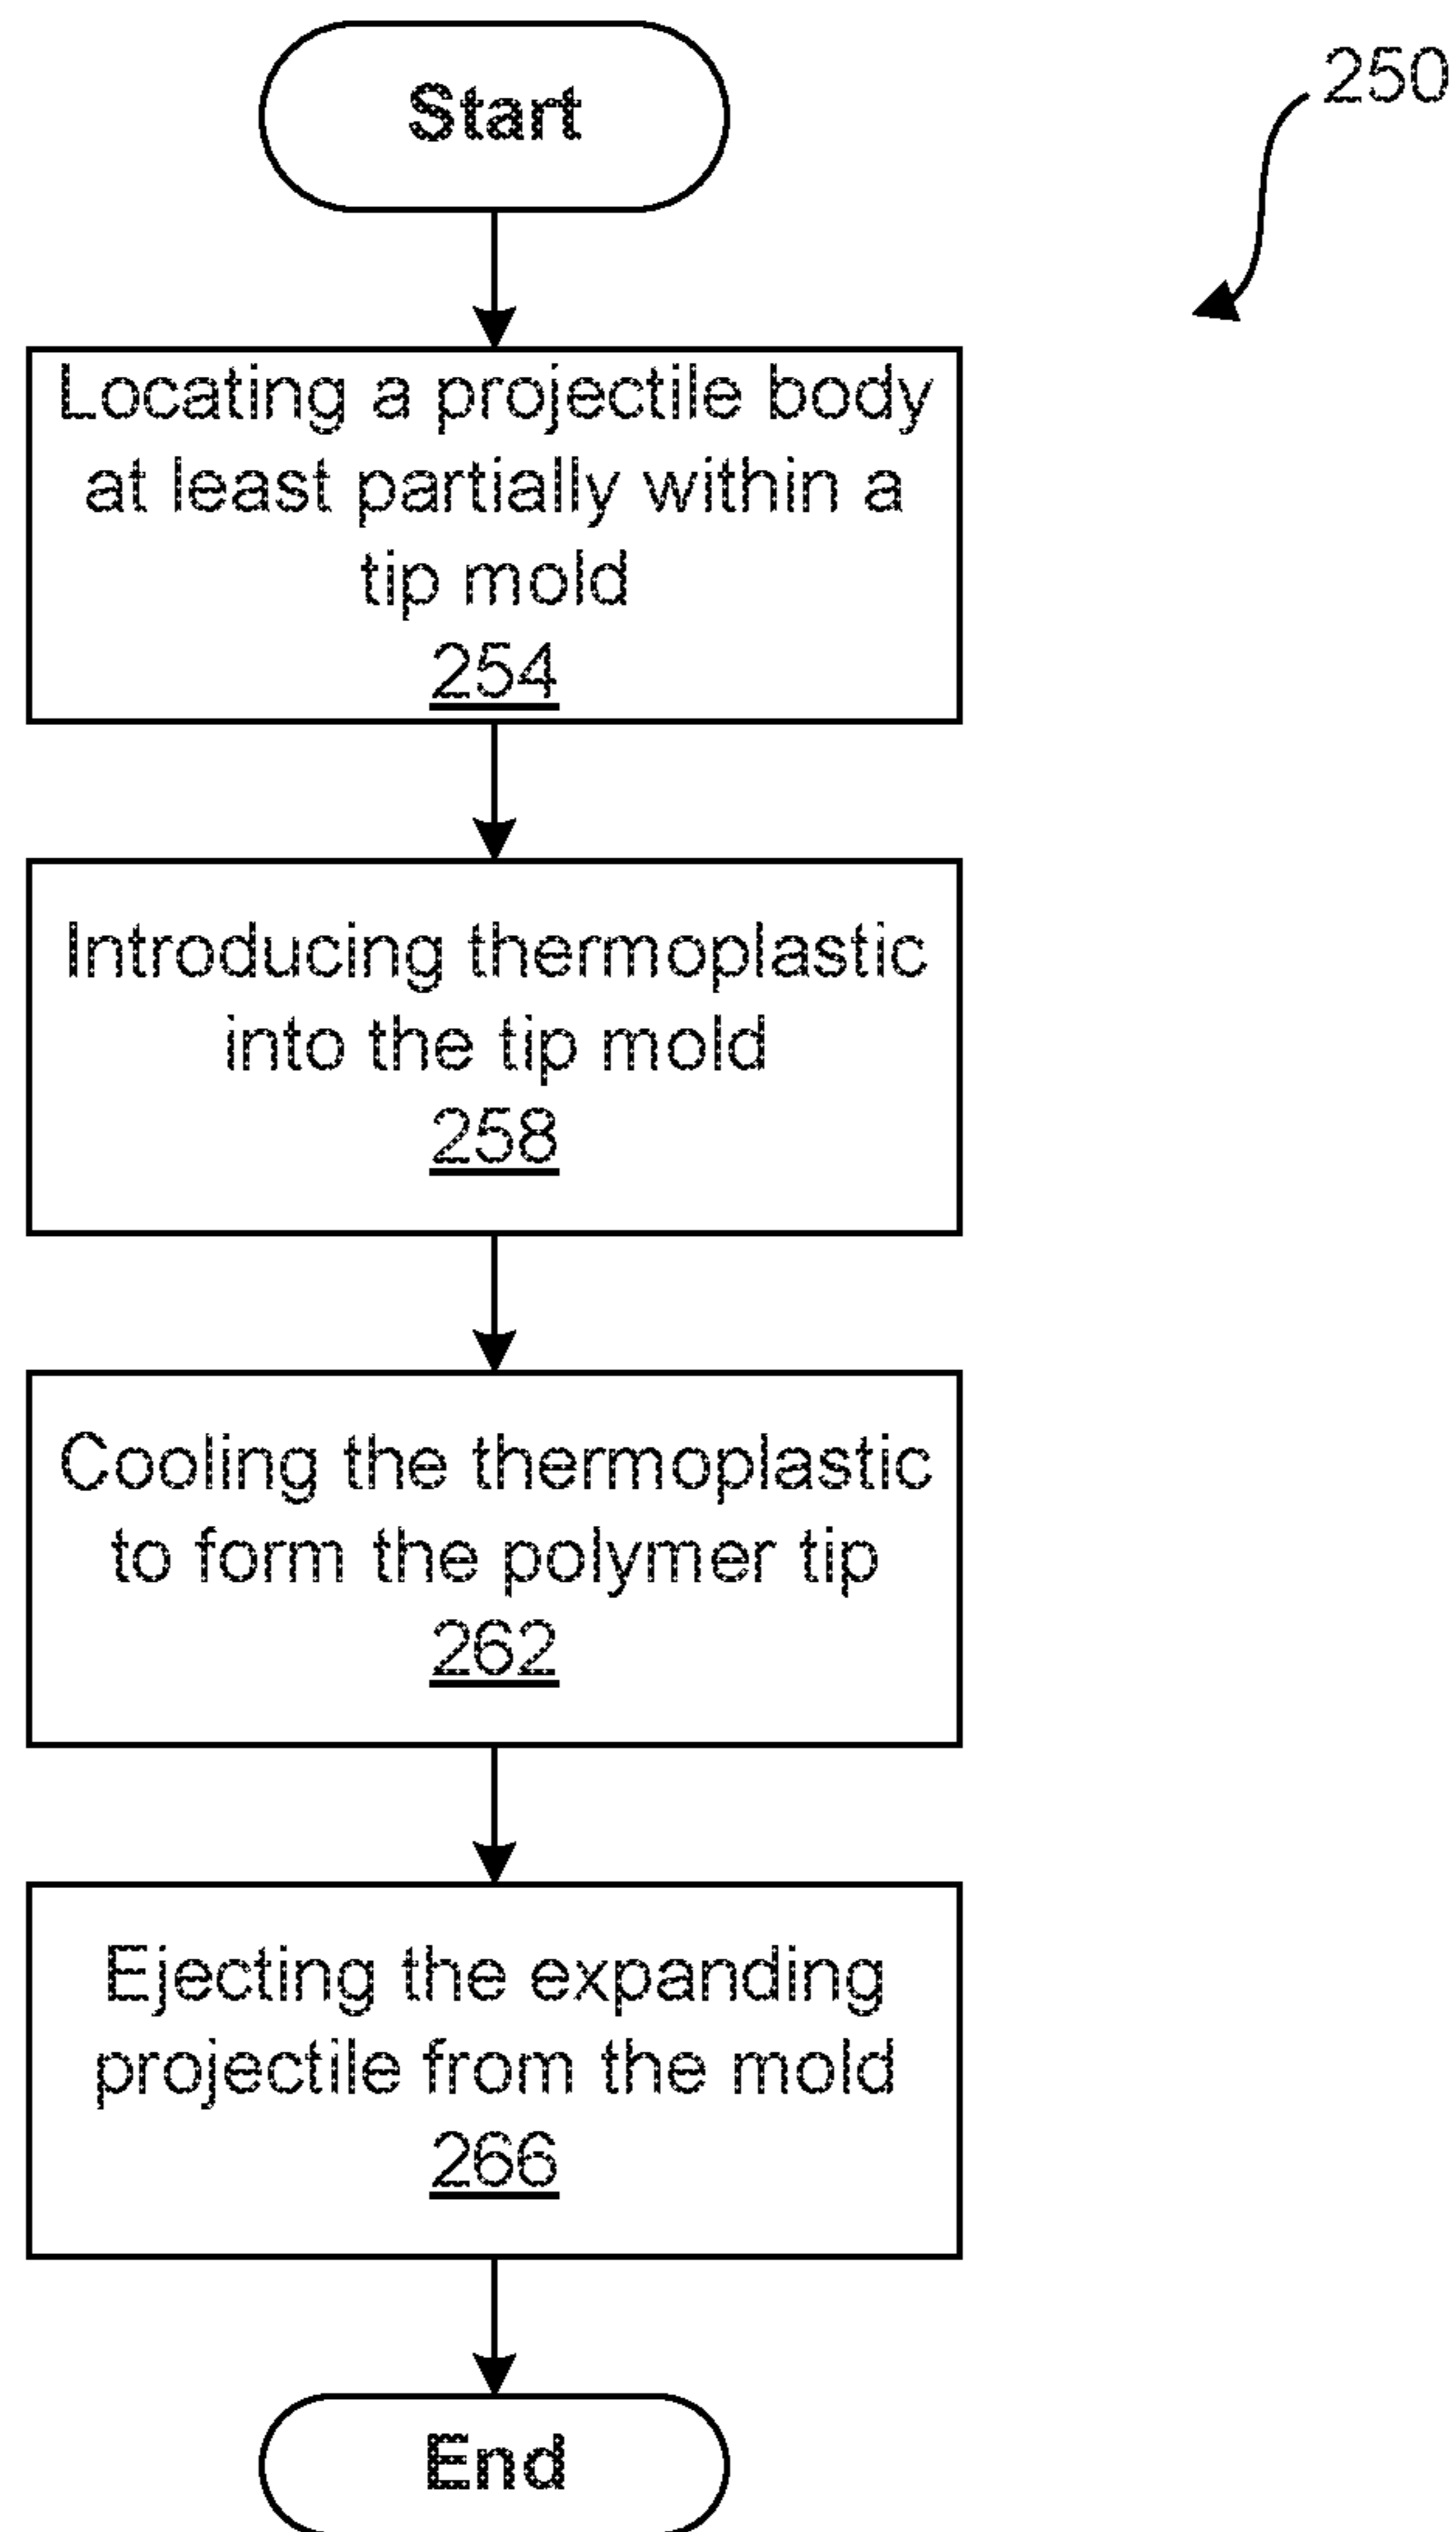 Start
250
Locating a projectile body
at least partially within a
tip mold
254
Introducing thermoplastic
into the tip mold
258
Cooling the thermoplastic
to form the polymer tip
262
Ejecting the expanding
projectile from the mold
266
End